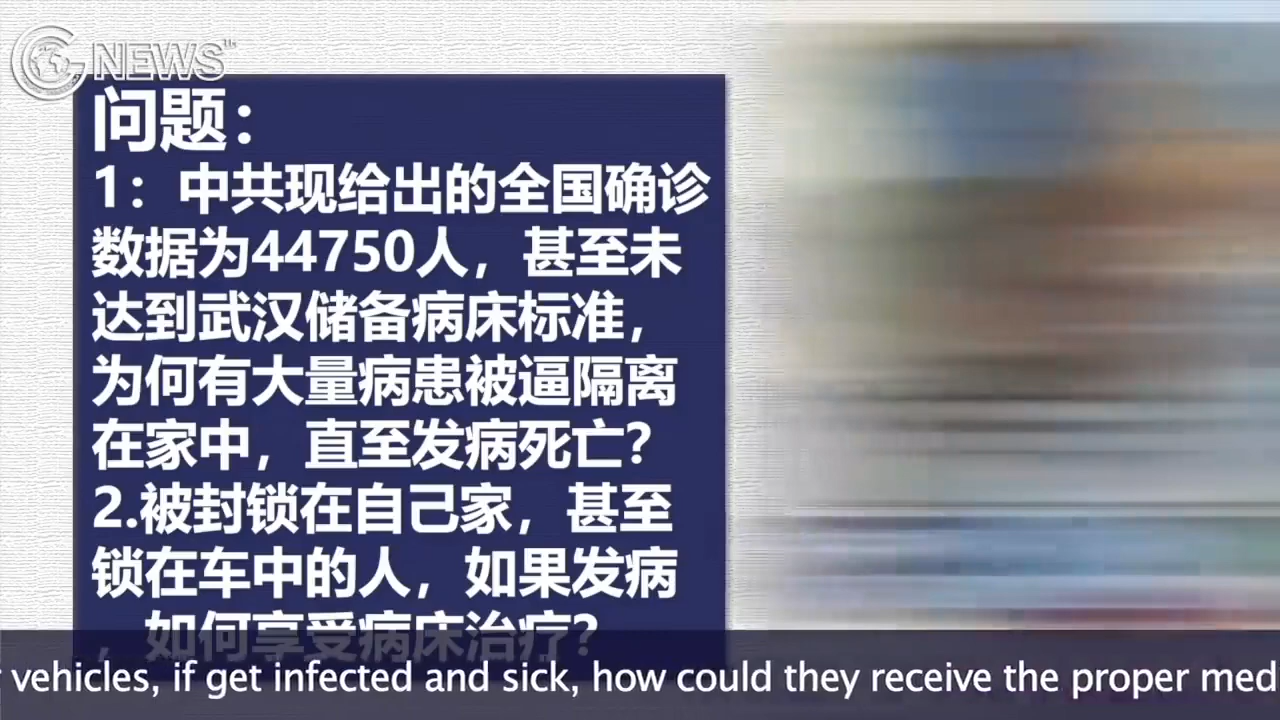 GNEWS™
问题：
1：中共现给出的全国确诊
数据为44750人，甚至未
达到武汉储备病床标准，
为何有大量病患被逼隔离
在家中，直至发病死亡？
2.被封锁在自己家，甚至
锁在车中的人，如果发病
，如何享受病床治疗？
vehicles, if get infected and sick, how could they receive the proper med